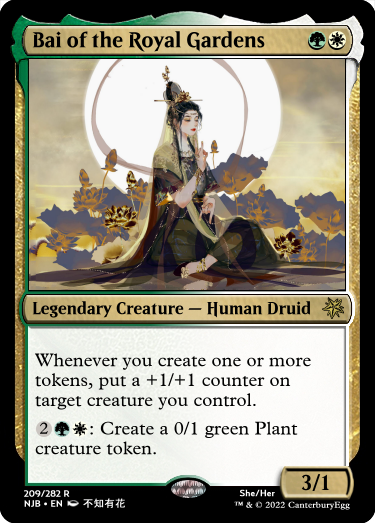 Bai of the Royal Gardens
Legendary Creature — Human Druid
Whenever you create one or more
tokens, put a +1/+1 counter on
target creature you control.
2: Create a 0/1 green Plant
creature token.
3/1
209/282 R
She/Her
NJB • EN 不知有花
™ & © 2022 CanterburyEgg